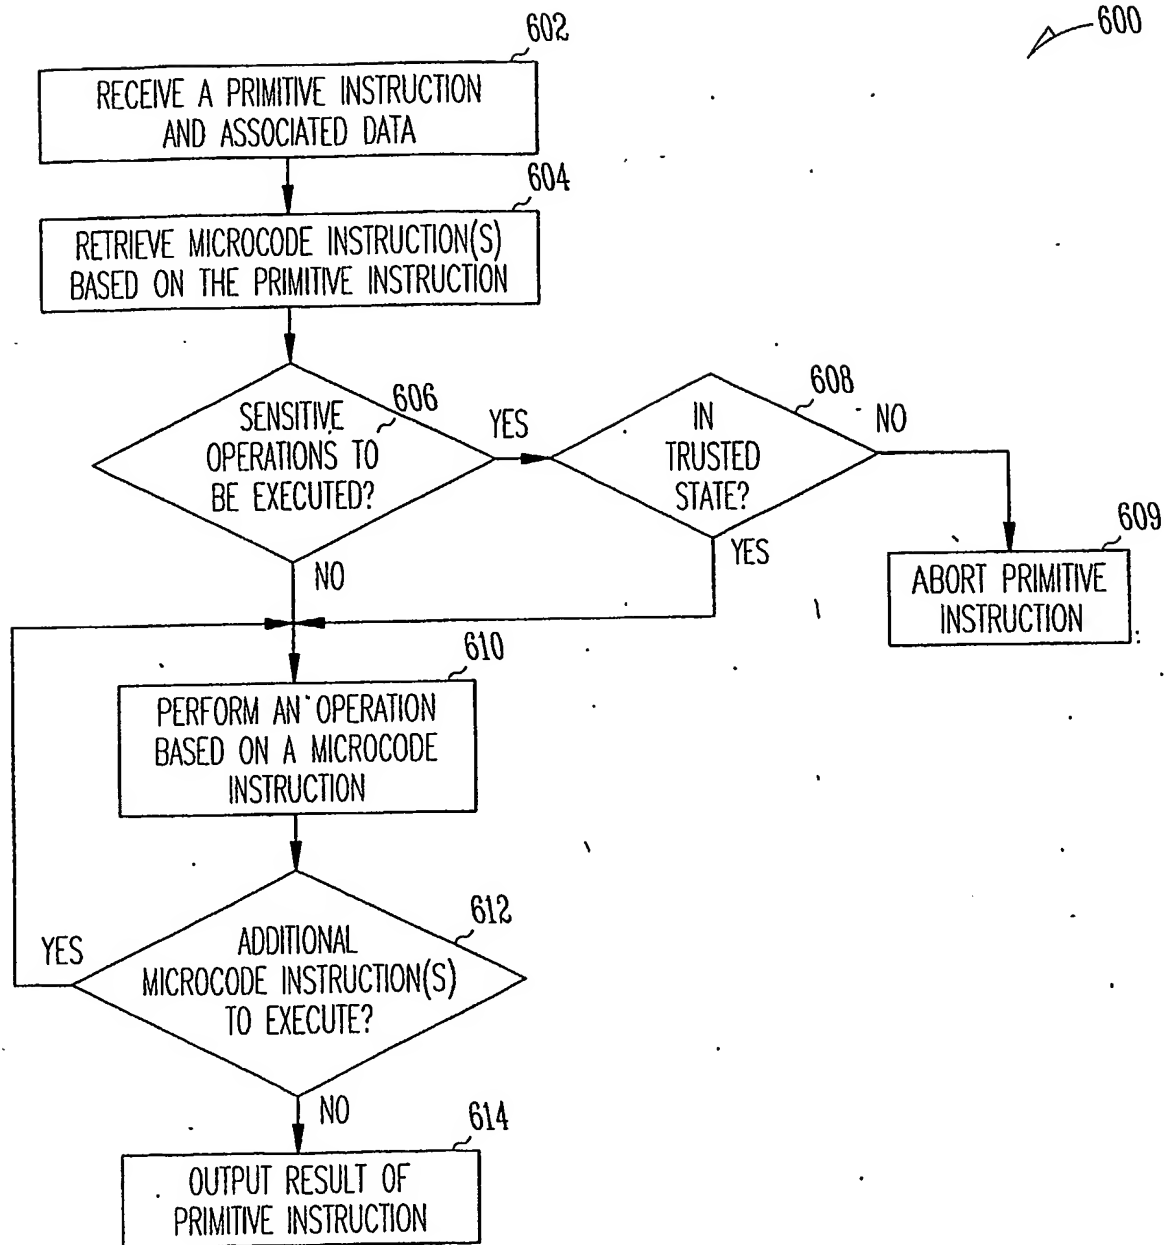 600
602
RECEIVE A PRIMITIVE INSTRUCTION
AND ASSOCIATED DATA
604
RETRIEVE MICROCODE INSTRUCTION(S)
BASED ON THE PRIMITIVE INSTRUCTION
606
SENSITIVE
OPERATIONS TO
BE EXECUTED?
YES
NO
608
IN
TRUSTED
STATE?
NO
YES
609
ABORT PRIMITIVE
INSTRUCTION
610
PERFORM AN OPERATION
BASED ON A MICROCODE
INSTRUCTION
612
ADDITIONAL
MICROCODE INSTRUCTION(S)
TO EXECUTE?
YES
NO
614
OUTPUT RESULT OF
PRIMITIVE INSTRUCTION